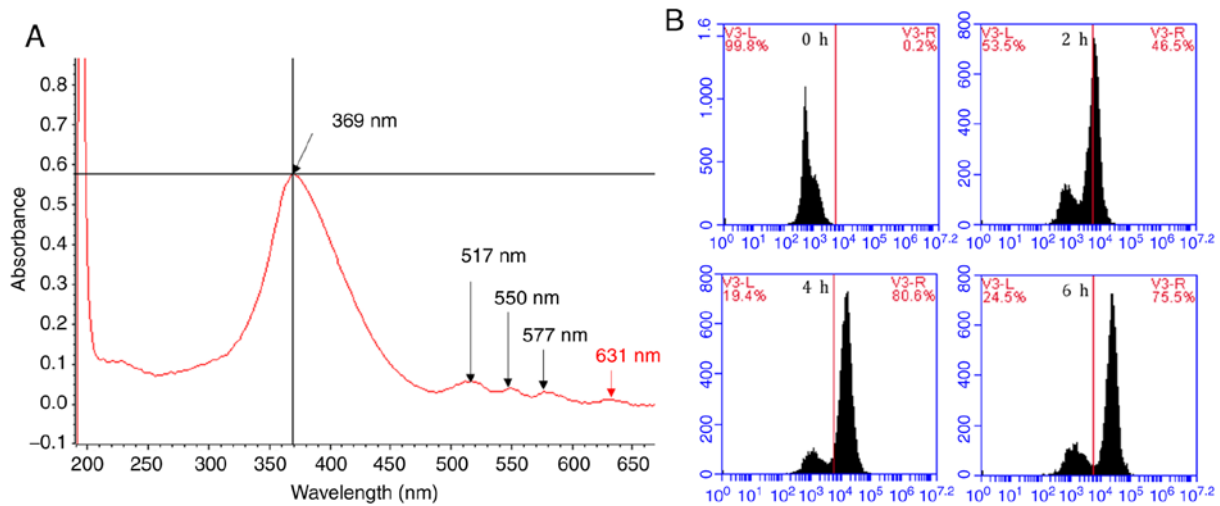 A
0.8
0.7
0.6
0.5
0.4
0.3
0.2
0.1
0.0
−0.1
Absorbance
369 nm
517 nm
550 nm
577 nm
631 nm
200 250 300 350 400 450 500 550 600 650
Wavelength (nm)
B
1.6
1.000
500
0
V3-L
99.8%
0 h
V3-R
0.2%
10^0 10^1 10^2 10^3 10^4 10^5 10^6 10^7.2
800
600
400
200
0
V3-L
53.5%
2 h
V3-R
46.5%
10^0 10^1 10^2 10^3 10^4 10^5 10^6 10^7.2
800
600
400
200
0
V3-L
19.4%
4 h
V3-R
80.6%
10^0 10^1 10^2 10^3 10^4 10^5 10^6 10^7.2
800
600
400
200
0
V3-L
24.5%
6 h
V3-R
75.5%
10^0 10^1 10^2 10^3 10^4 10^5 10^6 10^7.2